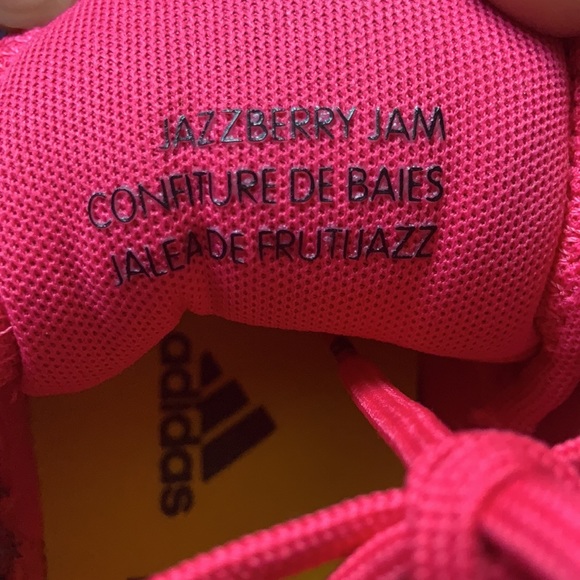 JAZZBERRY JAM
CONFITURE DE BAIES
JALEA DE FRUTIJAZZ
adidas